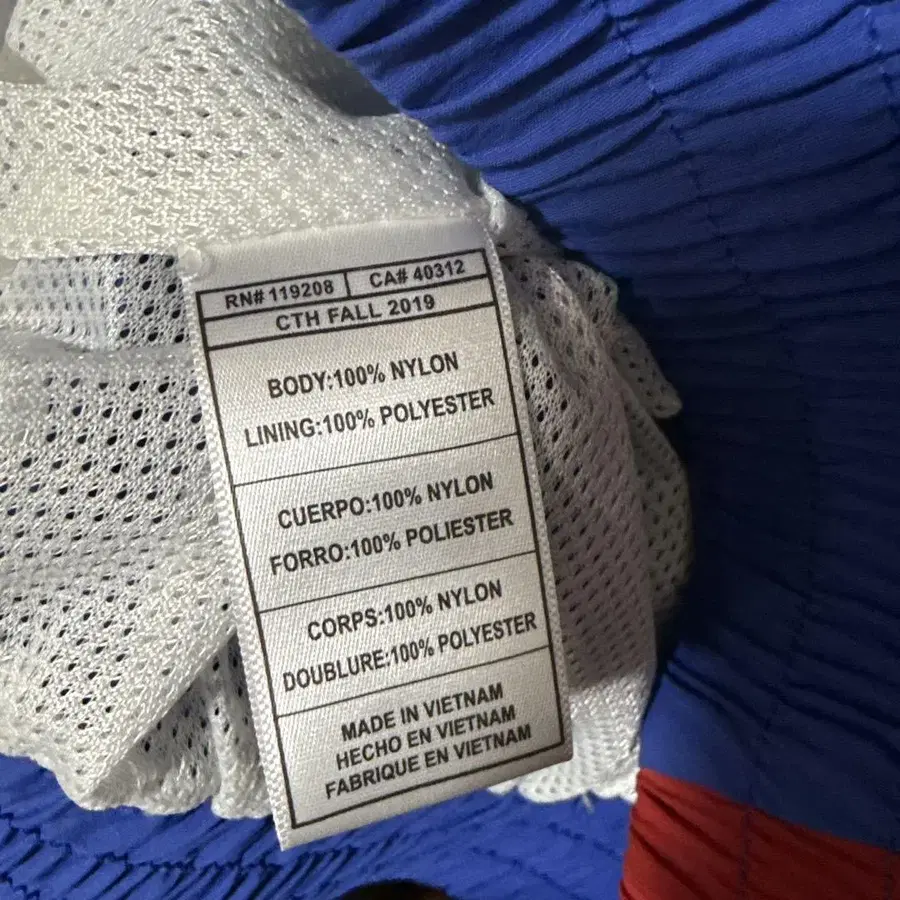 RN# 119208 CA# 40312
CTH FALL 2019
BODY:100% NYLON
LINING:100% POLYESTER
CUERPO:100% NYLON
FORRO:100% POLIESTER
CORPS:100% NYLON
DOUBLURE:100% POLYESTER
MADE IN VIETNAM
HECHO EN VIETNAM
FABRIQUE EN VIETNAM